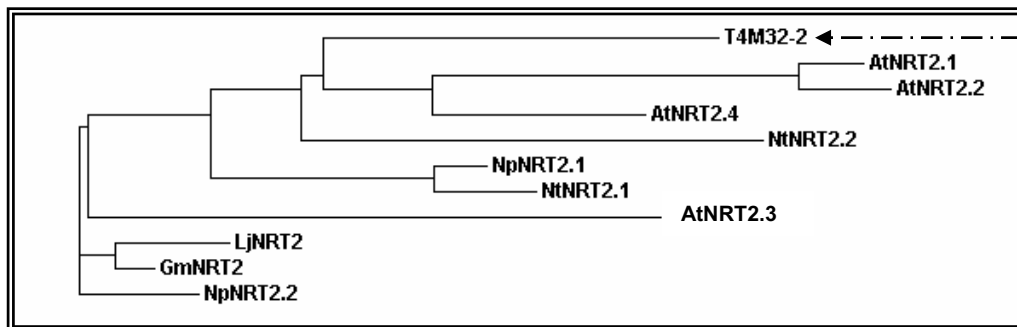 T4M32-2
AtNRT2.1
AtNRT2.2
AtNRT2.4
NtNRT2.2
NpNRT2.1
NtNRT2.1
AtNRT2.3
LjNRT2
GmNRT2
NpNRT2.2